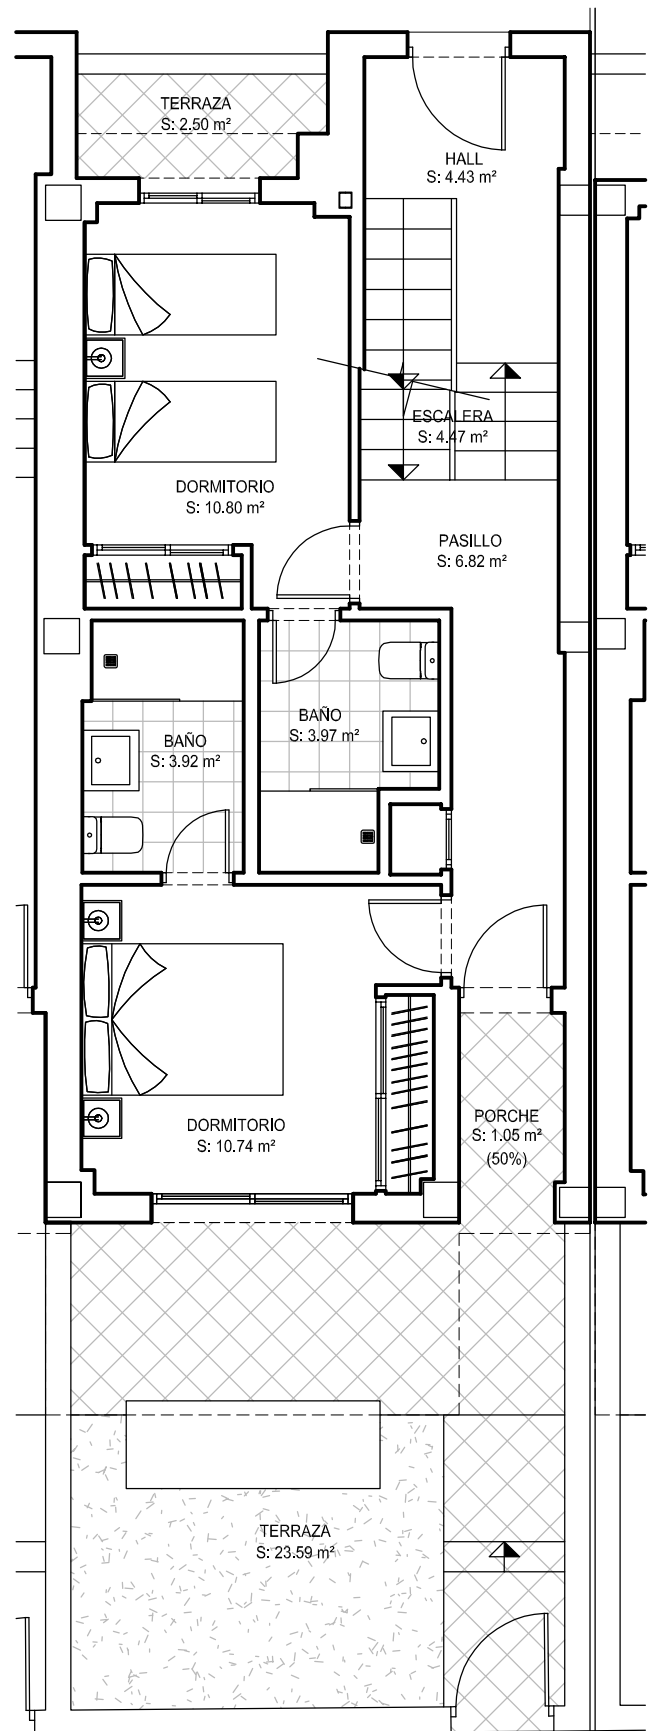 TERRAZA
S: 2.50 m²
HALL
S: 4.43 m²
ESCALERA
S: 4.47 m²
DORMITORIO
S: 10.80 m²
PASILLO
S: 6.82 m²
BAÑO
S: 3.97 m²
BAÑO
S: 3.92 m²
DORMITORIO
S: 10.74 m²
PORCHE
S: 1.05 m²
(50%)
TERRAZA
S: 23.59 m²